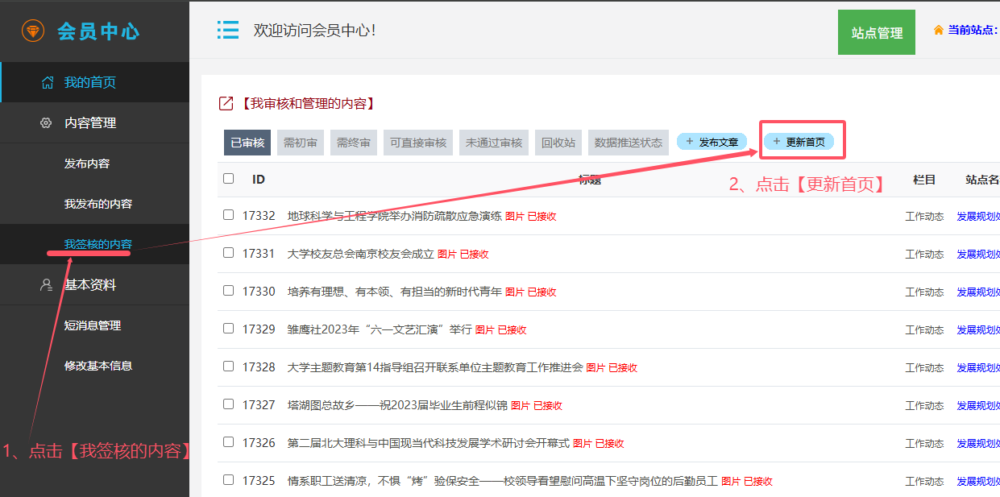 会员中心
欢迎访问会员中心！
站点管理
当前站点：
我的首页
内容管理
发布内容
我发布的内容
我签核的内容
基本资料
短消息管理
修改基本信息
1、点击【我签核的内容】
【我审核和管理的内容】
已审核 需初审 需终审 可直接审核 未通过审核 回收站 数据推送状态 + 发布文章 + 更新首页
2、点击【更新首页】
ID 标题 栏目 站点名
17332 地球科学与工程学院举办消防疏散应急演练 图片 已接收 工作动态 发展规划处
17331 大学校友总会南京校友会成立 图片 已接收 工作动态 发展规划处
17330 培养有理想、有本领、有担当的新时代青年 图片 已接收 工作动态 发展规划处
17329 雏鹰社2023年“六一文艺汇演”举行 图片 已接收 工作动态 发展规划处
17328 大学主题教育第14指导组召开联系单位主题教育工作推进会 图片 已接收 工作动态 发展规划处
17327 塔湖图总故乡——祝2023届毕业生前程似锦 图片 已接收 工作动态 发展规划处
17326 第二届北大理科与中国现当代科技发展学术研讨会开幕式 图片 已接收 工作动态 发展规划处
17325 情系职工送清凉，不惧“烤”验保安全——校领导看望慰问高温下坚守岗位的后勤员工 图片 已接收 工作动态 发展规划处